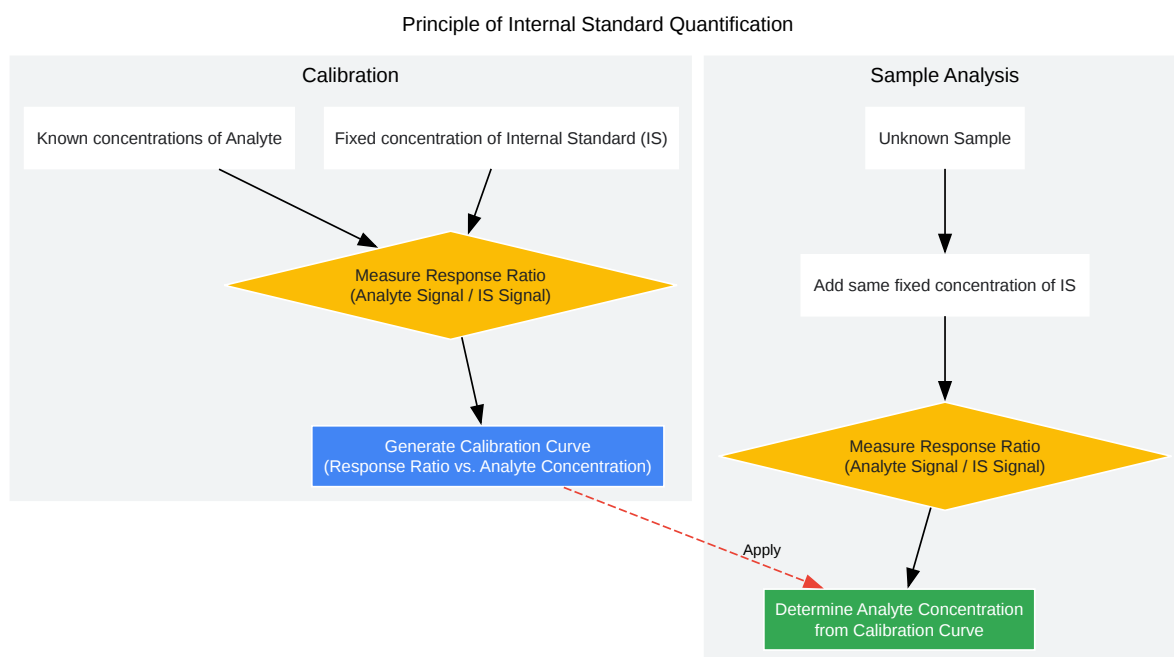 Principle of Internal Standard Quantification
Calibration
Known concentrations of Analyte
Fixed concentration of Internal Standard (IS)
Measure Response Ratio
(Analyte Signal / IS Signal)
Generate Calibration Curve
(Response Ratio vs. Analyte Concentration)
Sample Analysis
Unknown Sample
Add same fixed concentration of IS
Measure Response Ratio
(Analyte Signal / IS Signal)
Apply
Determine Analyte Concentration
from Calibration Curve